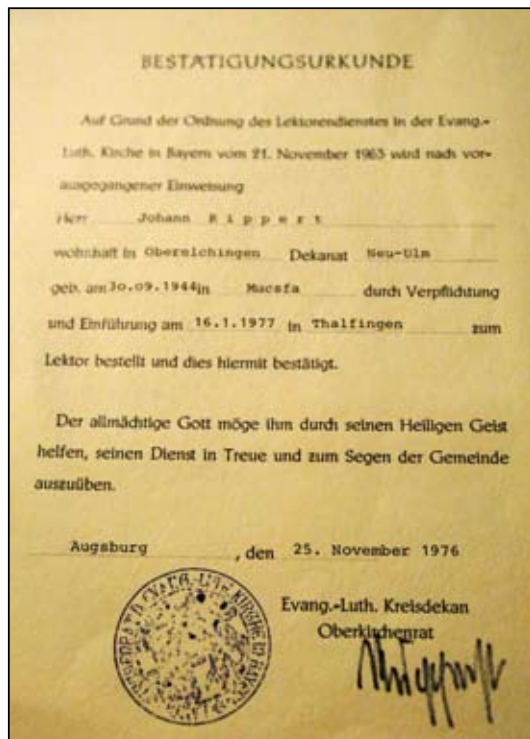 BESTÄTIGUNGSURKUNDE
Auf Grund der Ordnung des Lektorendienstes in der Evang.-
Luth. Kirche in Bayern vom 21. November 1963 wird nach vor-
ausgegangener Einweisung
Herr Johann Rippert
wohnhaft in Oberelchingen Dekanat Neu-Ulm
geb. am 30.09.1944 in Mucsfa durch Verpflichtung
und Einführung am 16.1.1977 in Thalfingen zum
Lektor bestellt und dies hiermit bestätigt.
Der allmächtige Gott möge ihm durch seinen Heiligen Geist
helfen, seinen Dienst in Treue und zum Segen der Gemeinde
auszuüben.
Augsburg, den 25. November 1976
Evang.-Luth. Kreisdekan
Oberkirchenrat